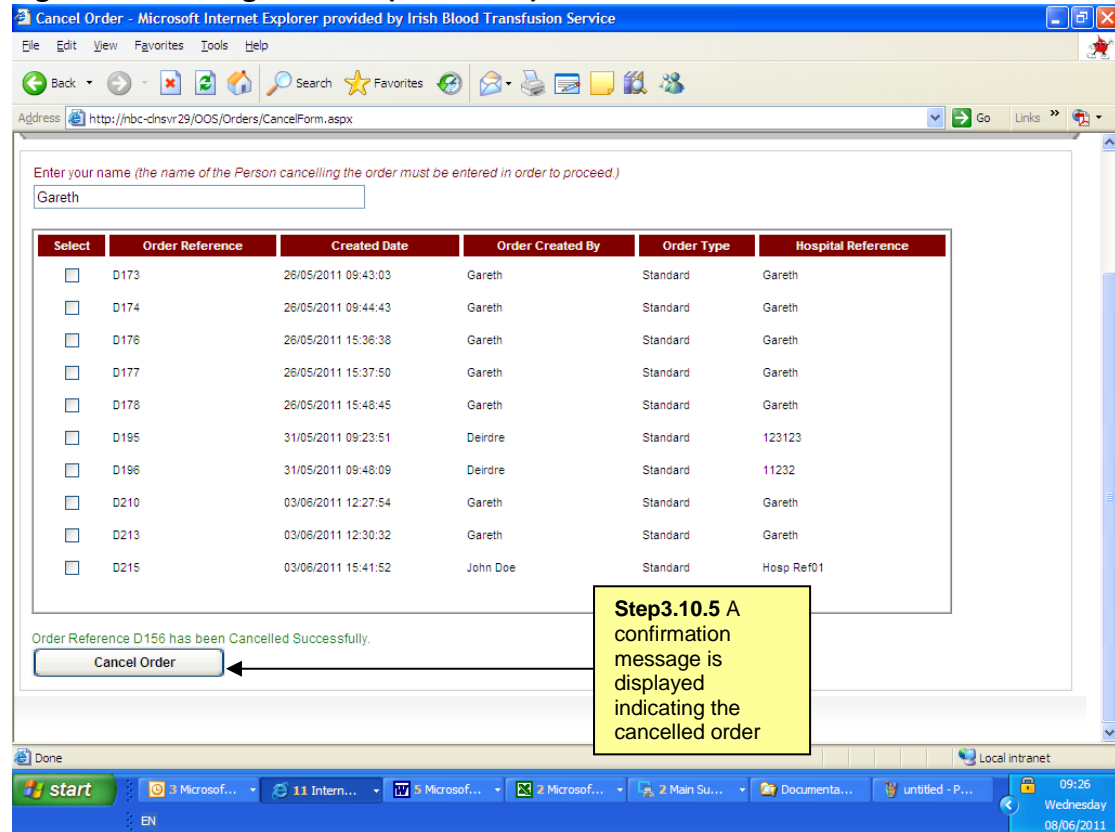 Cancel Order - Microsoft Internet Explorer provided by Irish Blood Transfusion Service
File Edit View Favorites Tools Help
Back Search Favorites
Address http://nbc-clnsvr29/OOS/Orders/CancelForm.aspx Go Links »
Enter your name (the name of the Person cancelling the order must be entered in order to proceed.)
Gareth
Select Order Reference Created Date Order Created By Order Type Hospital Reference
D173 26/05/2011 09:43:03 Gareth Standard Gareth
D174 26/05/2011 09:44:43 Gareth Standard Gareth
D176 26/05/2011 15:36:38 Gareth Standard Gareth
D177 26/05/2011 15:37:50 Gareth Standard Gareth
D178 26/05/2011 15:48:45 Gareth Standard Gareth
D195 31/05/2011 09:23:51 Deirdre Standard 123123
D196 31/05/2011 09:48:09 Deirdre Standard 11232
D210 03/06/2011 12:27:54 Gareth Standard Gareth
D213 03/06/2011 12:30:32 Gareth Standard Gareth
D215 03/06/2011 15:41:52 John Doe Standard Hosp Ref01
Order Reference D156 has been Cancelled Successfully.
Cancel Order
Step3.10.5 A
confirmation
message is
displayed
indicating the
cancelled order
Done Local intranet
start 3 Microsof... 11 Intern... 5 Microsof... 2 Microsof... 2 Main Su... Documenta... untitled - P... 09:26
EN Wednesday
08/06/2011